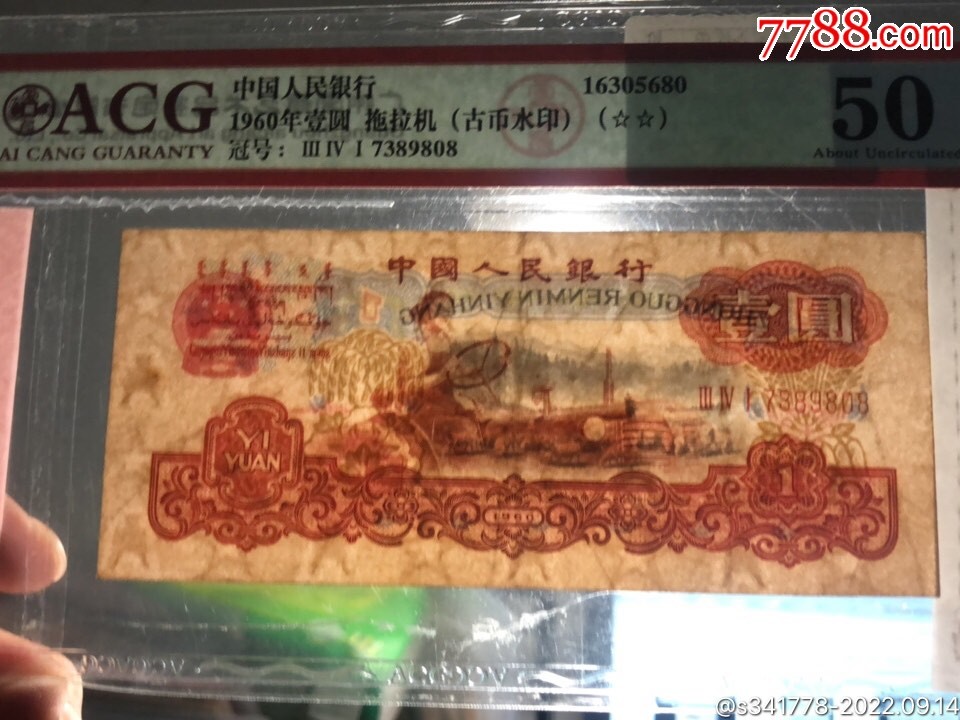 7788.com
ACG
AI CANG GUARANTY
中国人民银行
1960年壹圆 拖拉机（古币水印）（☆☆）
冠号：Ⅲ Ⅳ Ⅰ 7389808
16305680
50
About Uncirculated
中國人民銀行
ZHONGGUO RENMIN YINHANG
壹圓
Ⅲ Ⅳ Ⅰ 7389808
YI
YUAN
1960
1
@s341778-2022.09.14